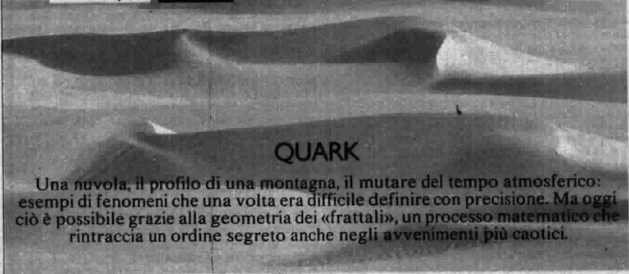 QUARK
Una nuvola, il profilo di una montagna, il mutare del tempo atmosferico:
esempi di fenomeni che una volta era difficile definire con precisione. Ma oggi
ciò è possibile grazie alla geometria dei «frattali», un processo matematico che
rintraccia un ordine segreto anche negli avvenimenti più caotici.